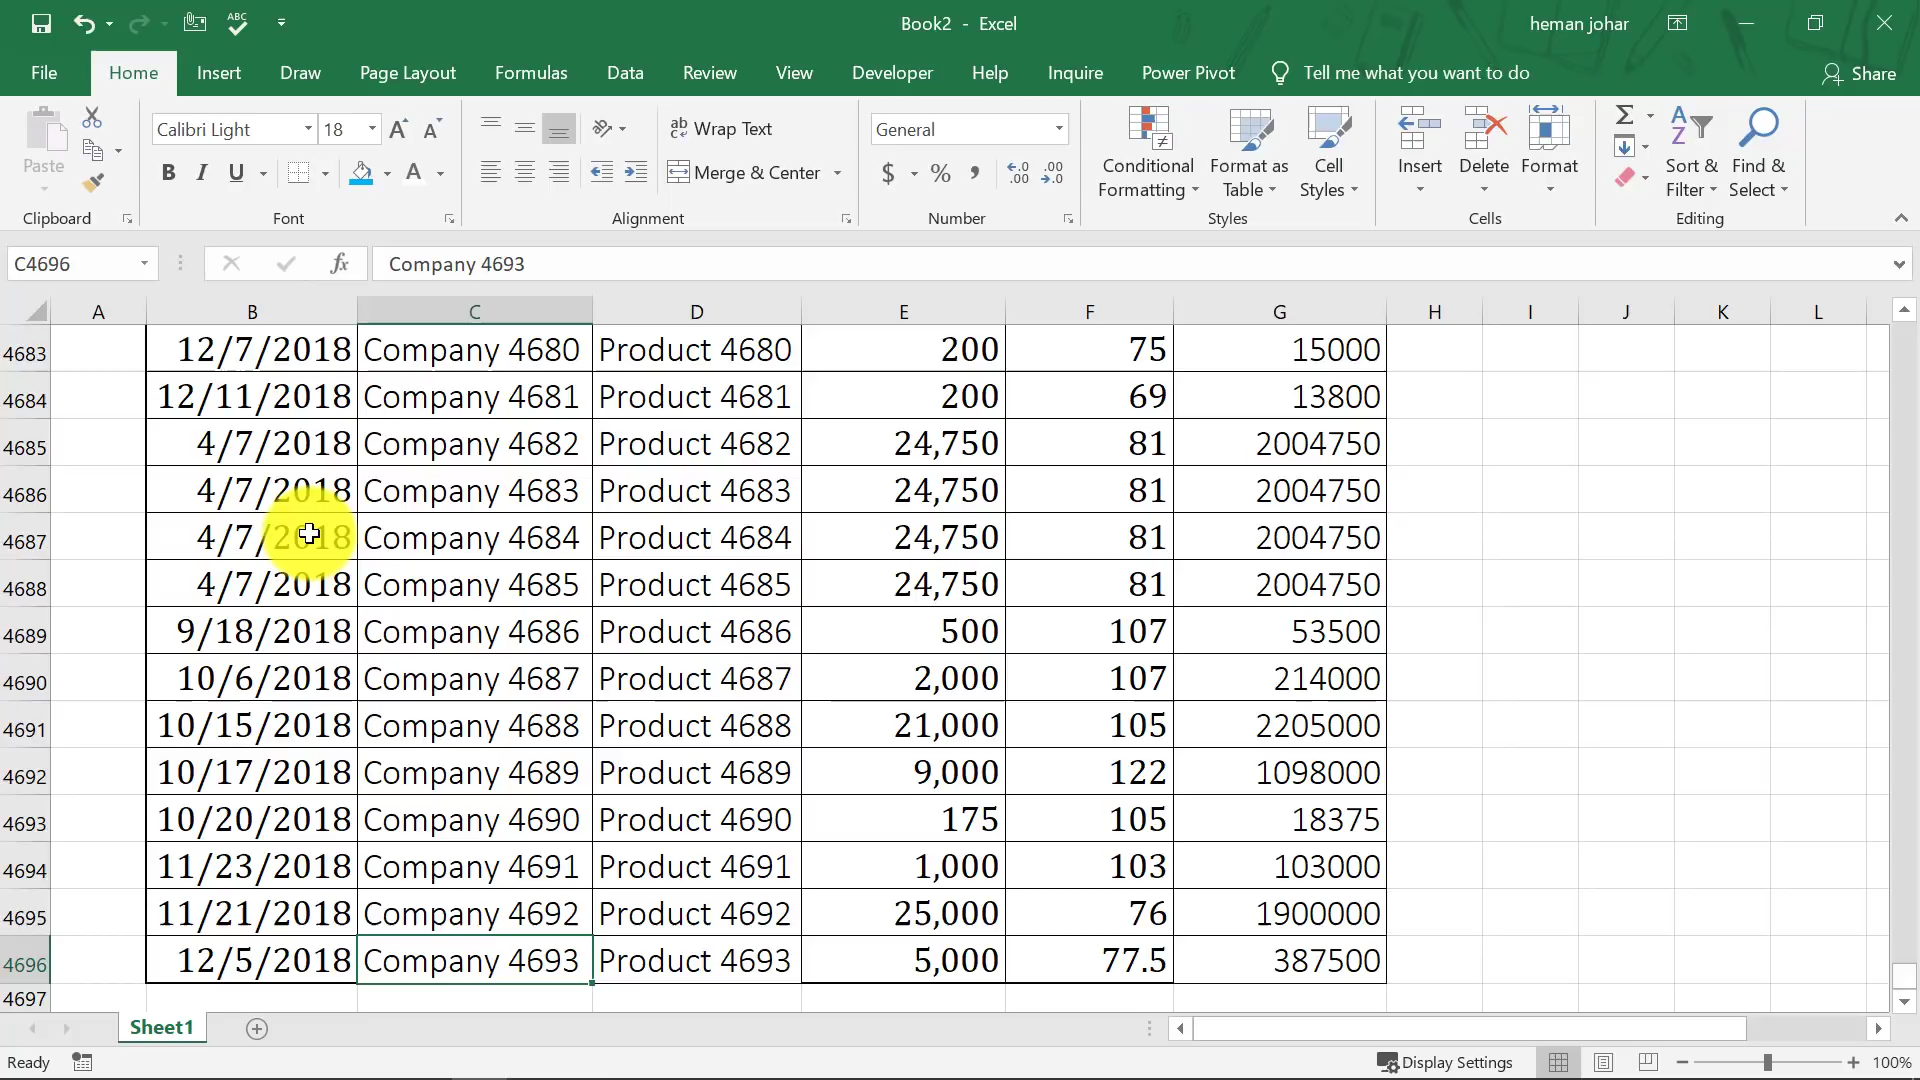 ABC
Book2 - Excel
heman johar
File Home Insert Draw Page Layout Formulas Data Review View Developer Help Inquire Power Pivot Tell me what you want to do Share
Paste
Clipboard
Calibri Light 18 A A
B I U A
Font
ab c Wrap Text
Merge & Center
Alignment
General
$ % , .0 .00 .00 .0
Number
Conditional Formatting
Format as Table
Cell Styles
Styles
Insert Delete Format
Cells
Σ
A Z
Sort & Filter
Find & Select
Editing
C4696 fx Company 4693
A B C D E F G H I J K L
4683 12/7/2018 Company 4680 Product 4680 200 75 15000
4684 12/11/2018 Company 4681 Product 4681 200 69 13800
4685 4/7/2018 Company 4682 Product 4682 24,750 81 2004750
4686 4/7/2018 Company 4683 Product 4683 24,750 81 2004750
4687 4/7/2018 Company 4684 Product 4684 24,750 81 2004750
4688 4/7/2018 Company 4685 Product 4685 24,750 81 2004750
4689 9/18/2018 Company 4686 Product 4686 500 107 53500
4690 10/6/2018 Company 4687 Product 4687 2,000 107 214000
4691 10/15/2018 Company 4688 Product 4688 21,000 105 2205000
4692 10/17/2018 Company 4689 Product 4689 9,000 122 1098000
4693 10/20/2018 Company 4690 Product 4690 175 105 18375
4694 11/23/2018 Company 4691 Product 4691 1,000 103 103000
4695 11/21/2018 Company 4692 Product 4692 25,000 76 1900000
4696 12/5/2018 Company 4693 Product 4693 5,000 77.5 387500
4697
Sheet1
Ready Display Settings 100%